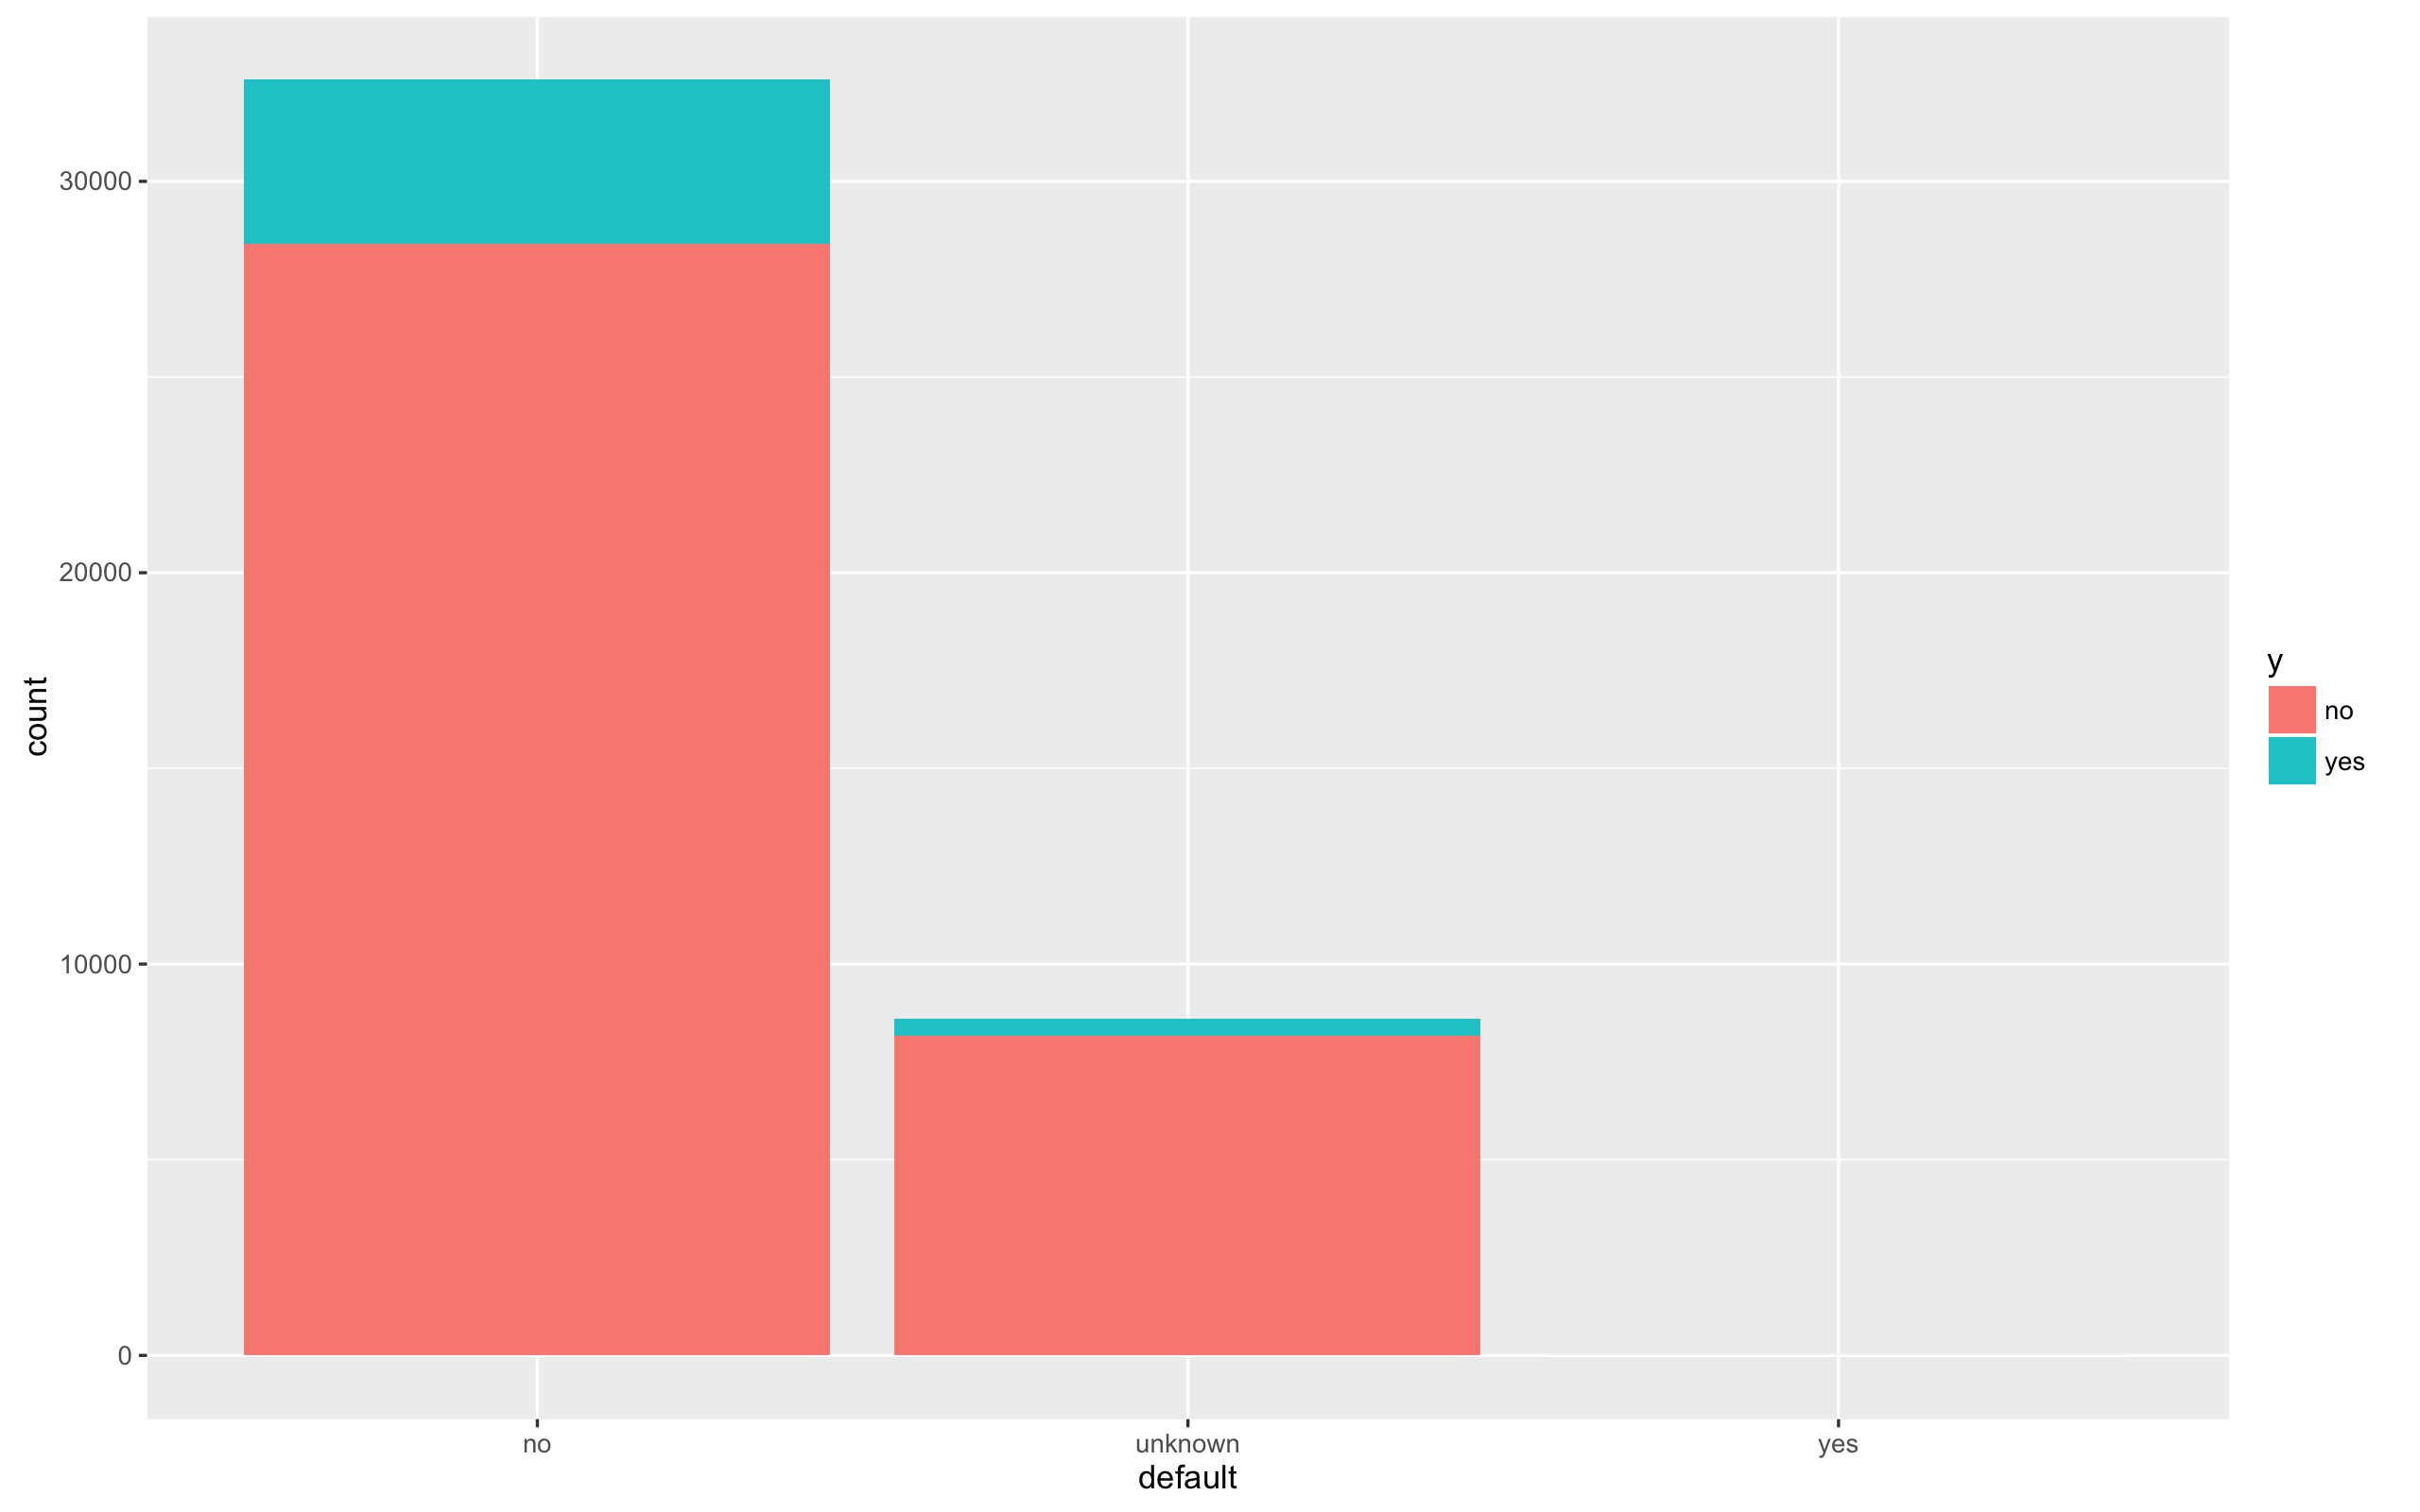 30000
20000
10000
0
count
no
unknown
yes
default
y
no
yes